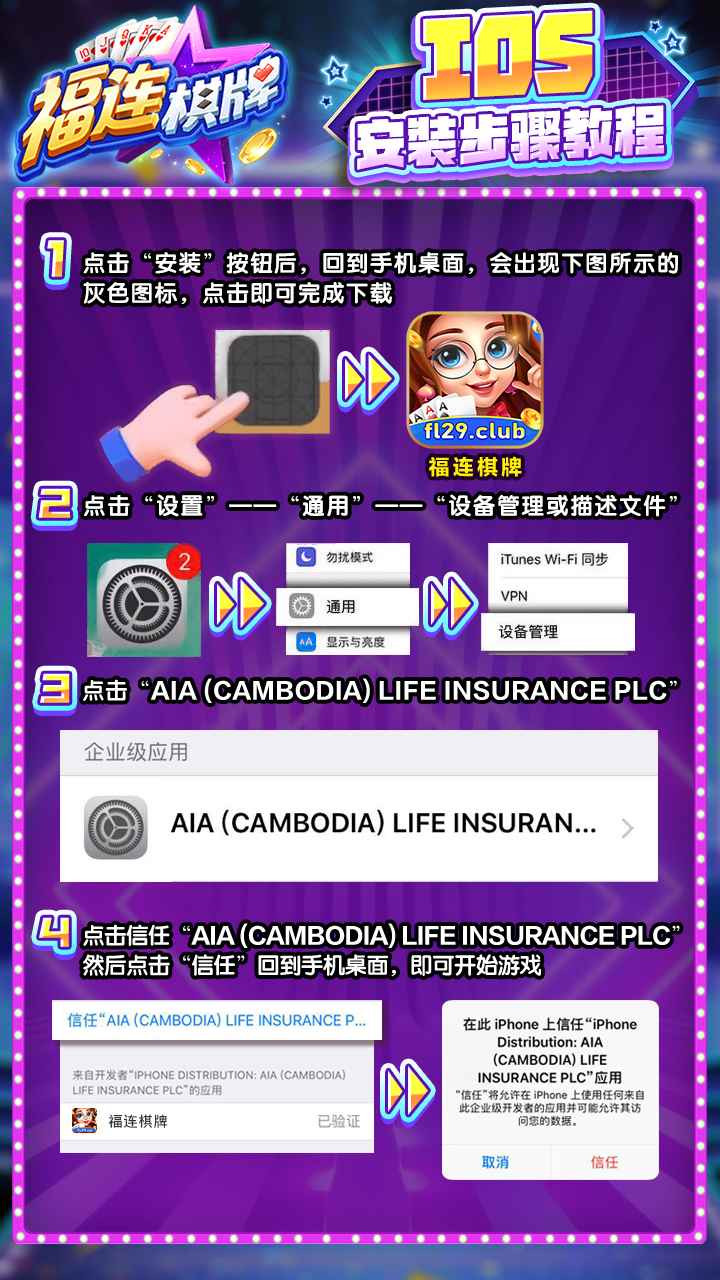 福连棋牌
IOS
安装步骤教程
1
点击“安装”按钮后，回到手机桌面，会出现下图所示的
灰色图标，点击即可完成下载
fl29.club
福连棋牌
2
点击“设置”——“通用”——“设备管理或描述文件”
2
勿扰模式
通用
AA 显示与亮度
iTunes Wi-Fi 同步
VPN
设备管理
3
点击“AIA (CAMBODIA) LIFE INSURANCE PLC”
企业级应用
AIA (CAMBODIA) LIFE INSURAN...
4
点击信任“AIA (CAMBODIA) LIFE INSURANCE PLC”
然后点击“信任”回到手机桌面，即可开始游戏
信任“AIA (CAMBODIA) LIFE INSURANCE P...
来自开发者“IPHONE DISTRIBUTION: AIA (CAMBODIA)
LIFE INSURANCE PLC”的应用
福连棋牌 已验证
在此 iPhone 上信任“iPhone
Distribution: AIA
(CAMBODIA) LIFE
INSURANCE PLC”应用
“信任”将允许在 iPhone 上使用任何来自
此企业级开发者的应用并可能允许其访
问您的数据。
取消 信任